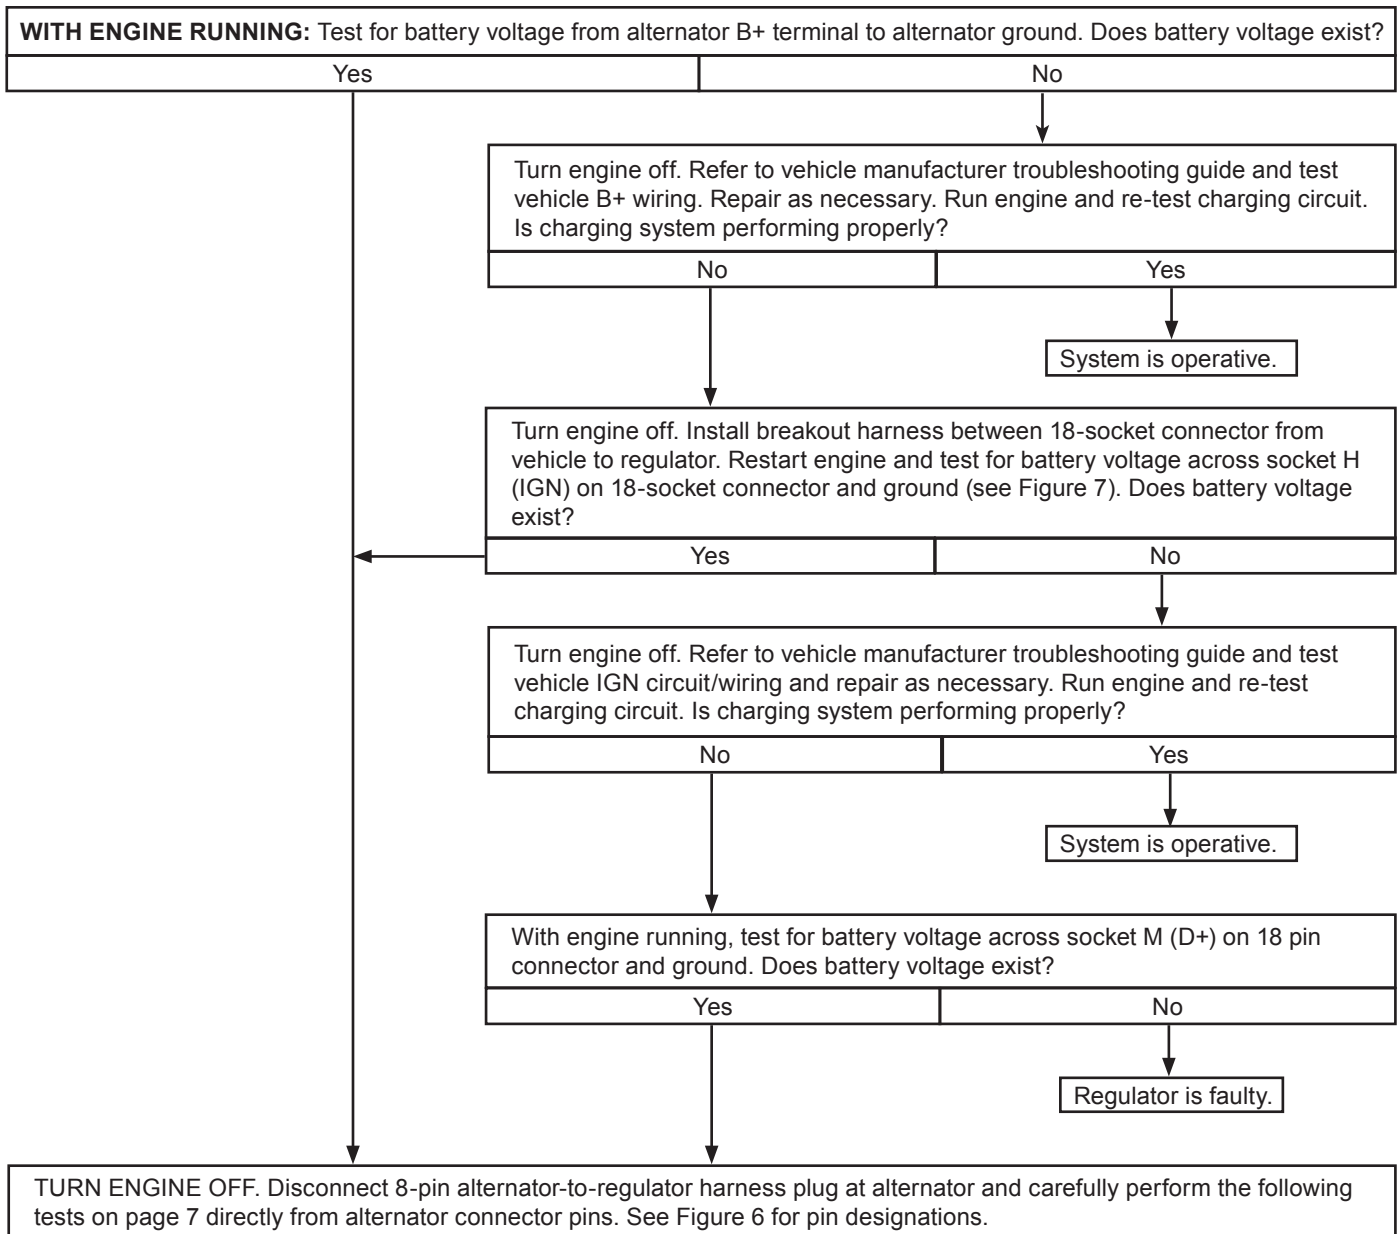 WITH ENGINE RUNNING: Test for battery voltage from alternator B+ terminal to alternator ground. Does battery voltage exist?
Yes
No
Turn engine off. Refer to vehicle manufacturer troubleshooting guide and test
vehicle B+ wiring. Repair as necessary. Run engine and re-test charging circuit.
Is charging system performing properly?
No
Yes
System is operative.
Turn engine off. Install breakout harness between 18-socket connector from
vehicle to regulator. Restart engine and test for battery voltage across socket H
(IGN) on 18-socket connector and ground (see Figure 7). Does battery voltage
exist?
Yes
No
Turn engine off. Refer to vehicle manufacturer troubleshooting guide and test
vehicle IGN circuit/wiring and repair as necessary. Run engine and re-test
charging circuit. Is charging system performing properly?
No
Yes
System is operative.
With engine running, test for battery voltage across socket M (D+) on 18 pin
connector and ground. Does battery voltage exist?
Yes
No
Regulator is faulty.
TURN ENGINE OFF. Disconnect 8-pin alternator-to-regulator harness plug at alternator and carefully perform the following
tests on page 7 directly from alternator connector pins. See Figure 6 for pin designations.